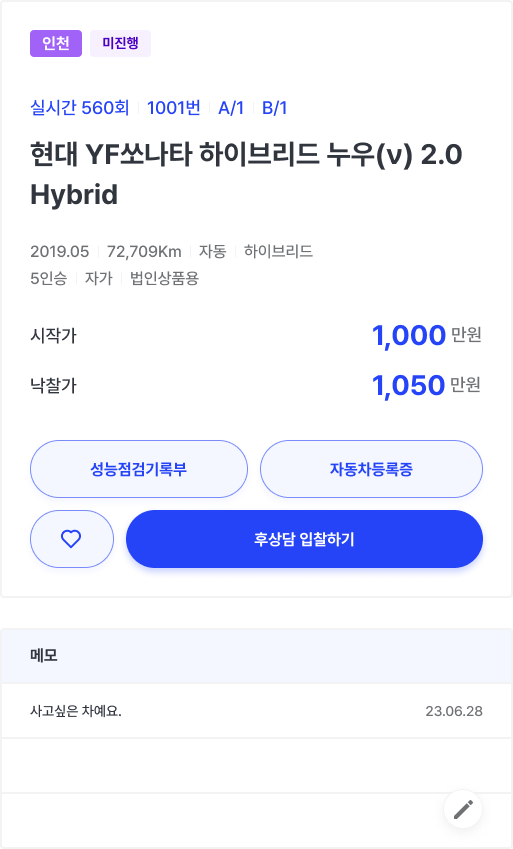 인천 미진행
실시간 560회 1001번 A/1 B/1
현대 YF쏘나타 하이브리드 누우(ν) 2.0
Hybrid
2019.05 72,709Km 자동 하이브리드
5인승 자가 법인상품용
시작가 1,000 만원
낙찰가 1,050 만원
성능점검기록부 자동차등록증
후상담 입찰하기
메모
사고싶은 차예요. 23.06.28